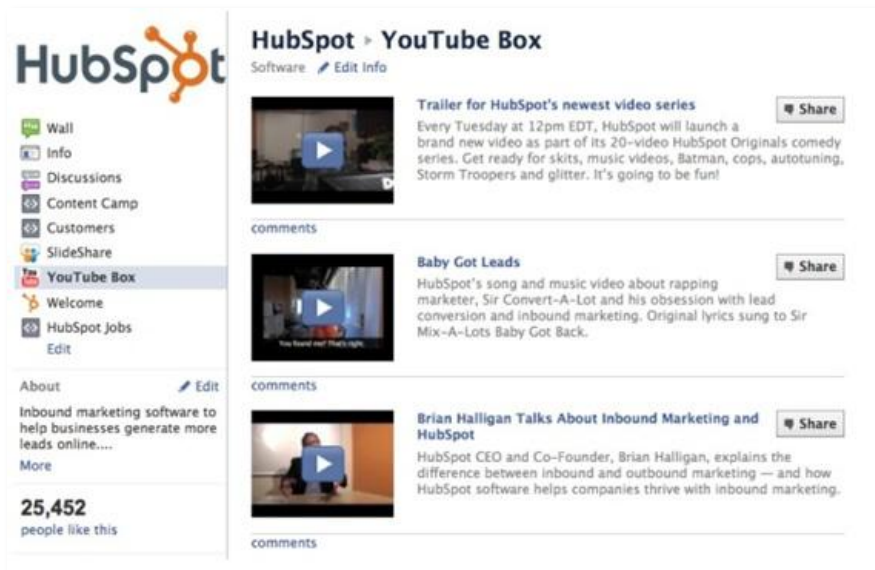 HubSpot
Wall
Info
Discussions
Content Camp
Customers
SlideShare
You Tube YouTube Box
Welcome
HubSpot Jobs
Edit
About Edit
Inbound marketing software to
help businesses generate more
leads online....
More
25,452
people like this
HubSpot ▸ YouTube Box
Software Edit Info
Trailer for HubSpot's newest video series
Share
Every Tuesday at 12pm EDT, HubSpot will launch a
brand new video as part of its 20-video HubSpot Originals comedy
series. Get ready for skits, music videos, Batman, cops, autotuning,
Storm Troopers and glitter. It's going to be fun!
D
comments
Baby Got Leads
Share
HubSpot's song and music video about rapping
marketer, Sir Convert-A-Lot and his obsession with lead
conversion and inbound marketing. Original lyrics sung to Sir
Mix-A-Lots Baby Got Back.
You found me! That's right,
comments
Brian Halligan Talks About Inbound Marketing and
HubSpot
Share
HubSpot CEO and Co-Founder, Brian Halligan, explains the
difference between inbound and outbound marketing — and how
HubSpot software helps companies thrive with inbound marketing.
comments